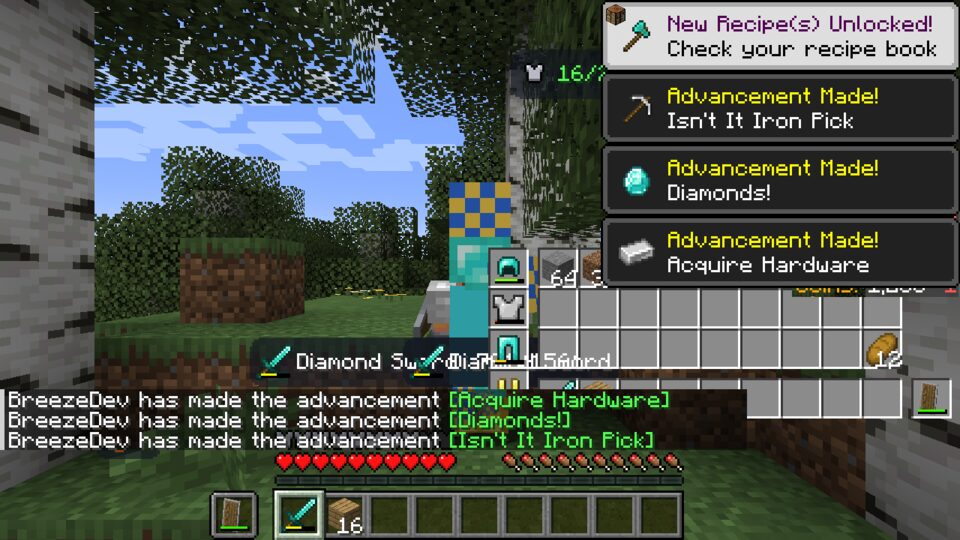 New Recipe(s) Unlocked!
Check your recipe book
16/
Advancement Made!
Isn't It Iron Pick
Advancement Made!
Diamonds!
Advancement Made!
Acquire Hardware
64
12
Diamond Sword
BreezeDev has made the advancement [Acquire Hardware]
BreezeDev has made the advancement [Diamonds!]
BreezeDev has made the advancement [Isn't It Iron Pick]
16